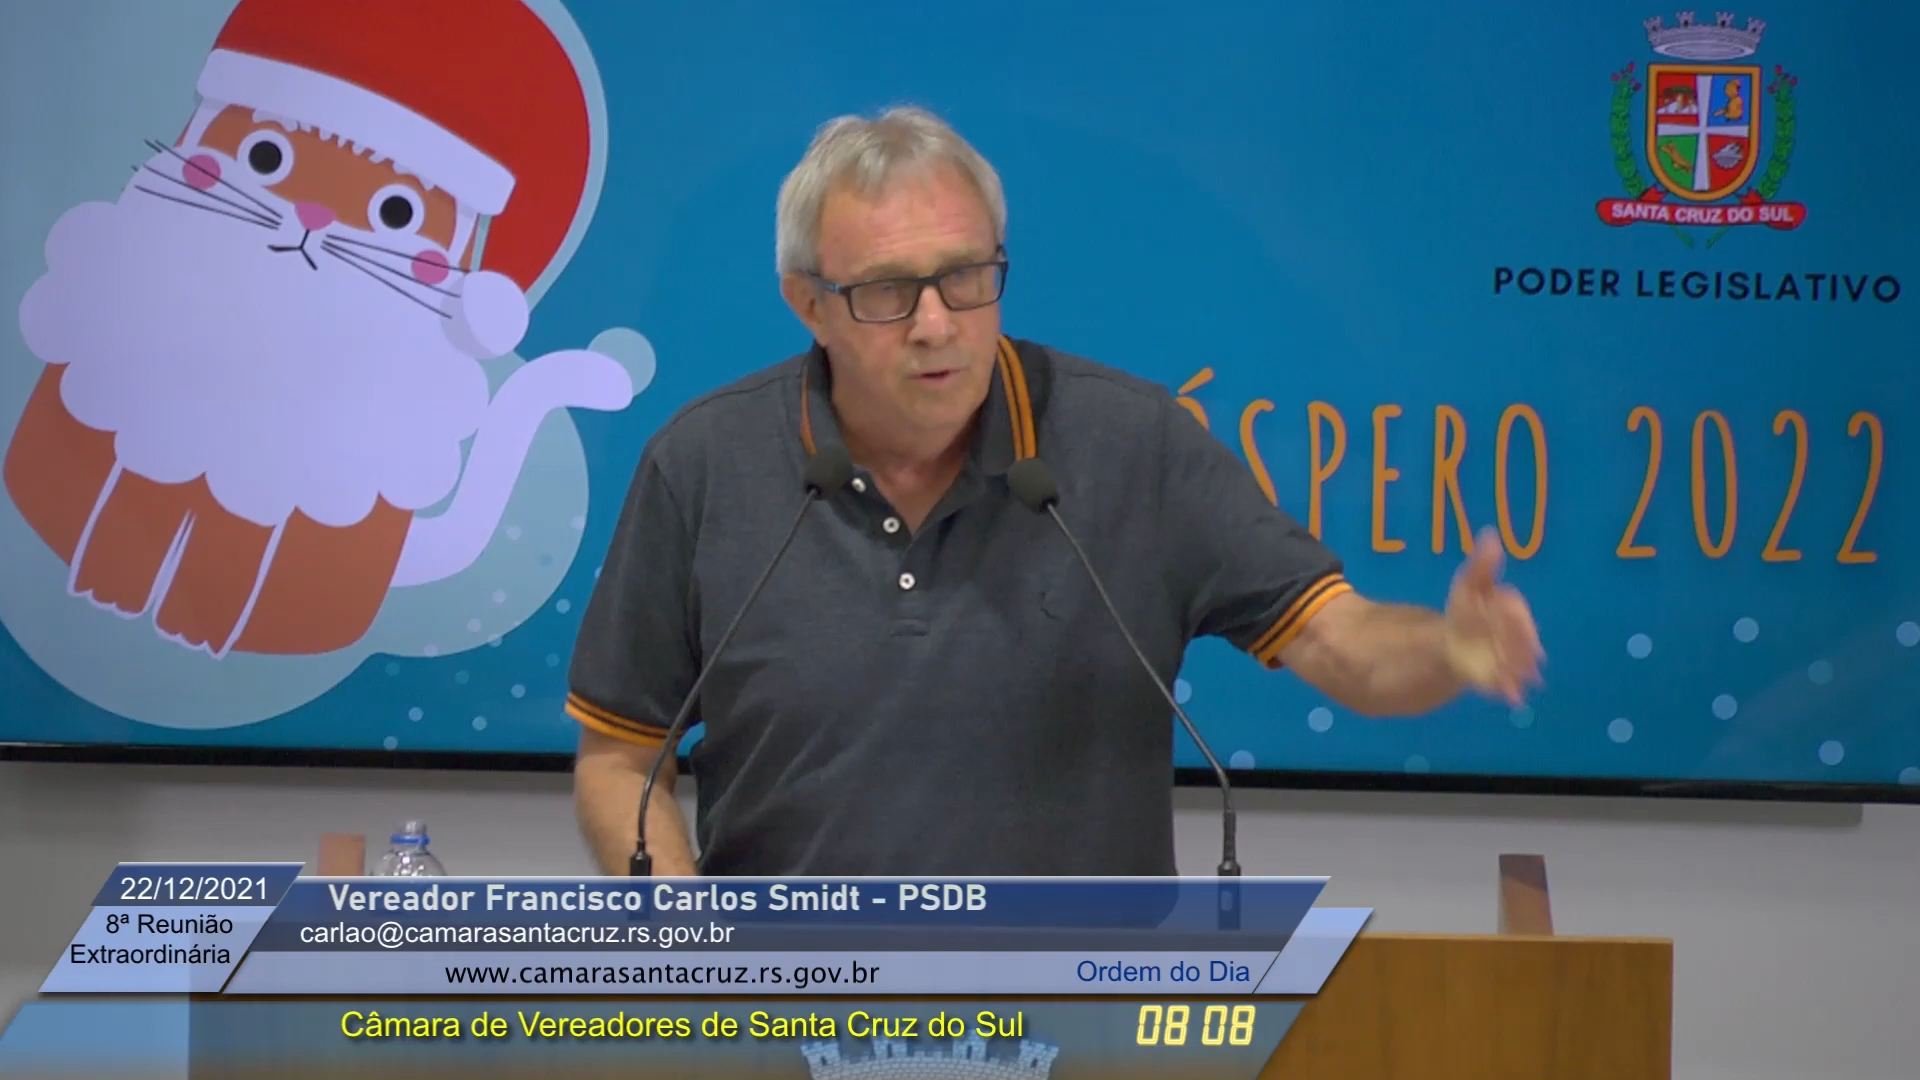 SANTA CRUZ DO SUL
PODER LEGISLATIVO
ÓSPERO 2022
22/12/2021
8ª Reunião
Extraordinária
Vereador Francisco Carlos Smidt - PSDB
carlao@camarasantacruz.rs.gov.br
www.camarasantacruz.rs.gov.br
Ordem do Dia
Câmara de Vereadores de Santa Cruz do Sul
08 08